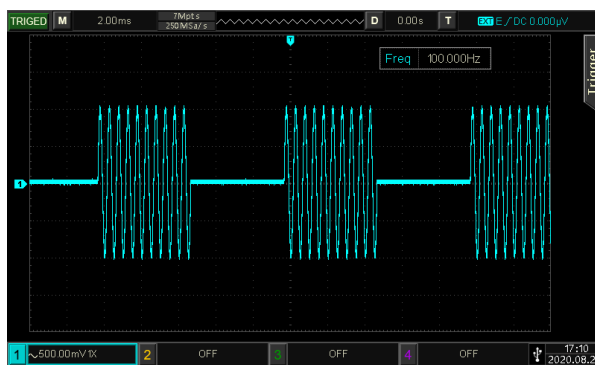 TRIGED M 2.00ms 7Mpts 250MSa/s D 0.00s T EXT E DC 0.000µV
T
Freq 100.000Hz
Trigger
1
1 500.00mV 1X 2 OFF 3 OFF 4 OFF 17:10
2020.08.2